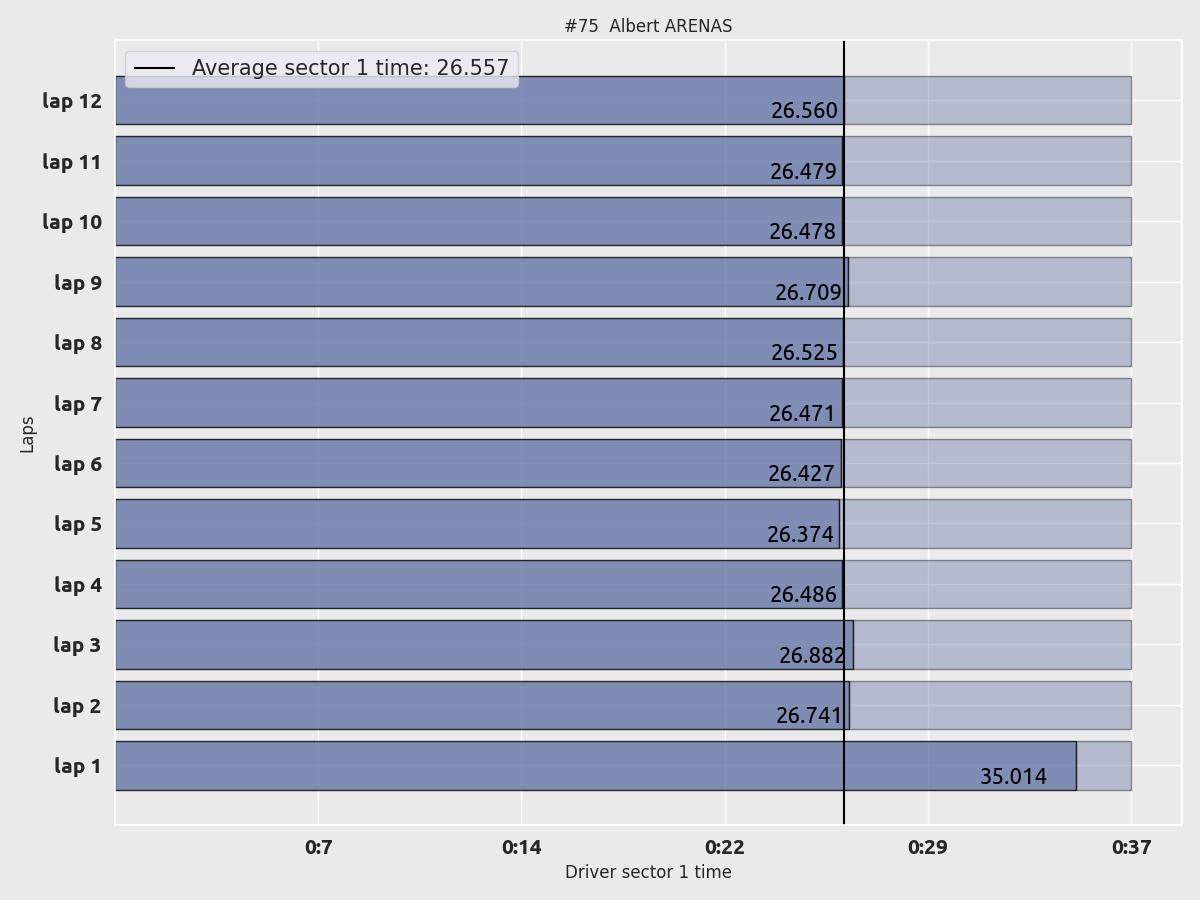 #75  Albert ARENAS
Average sector 1 time: 26.557
lap 12
26.560
lap 11
26.479
lap 10
26.478
lap 9
26.709
lap 8
26.525
lap 7
26.471
lap 6
26.427
lap 5
26.374
lap 4
26.486
lap 3
26.882
lap 2
26.741
lap 1
35.014
Laps
0:7
0:14
0:22
0:29
0:37
Driver sector 1 time